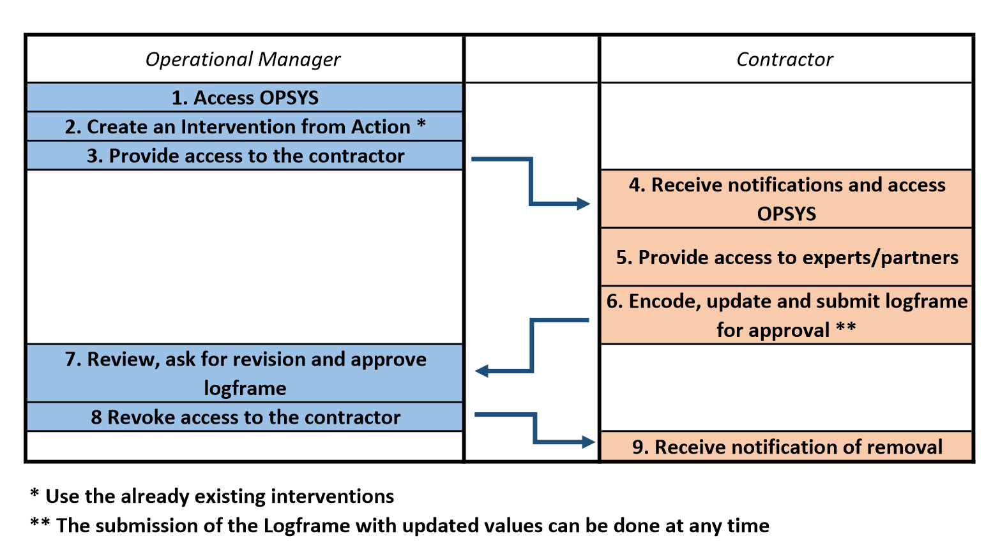 Operational Manager
Contractor
1. Access OPSYS
2. Create an Intervention from Action *
3. Provide access to the contractor
4. Receive notifications and access
OPSYS
5. Provide access to experts/partners
6. Encode, update and submit logframe
for approval **
7. Review, ask for revision and approve
logframe
8 Revoke access to the contractor
9. Receive notification of removal
* Use the already existing interventions
** The submission of the Logframe with updated values can be done at any time